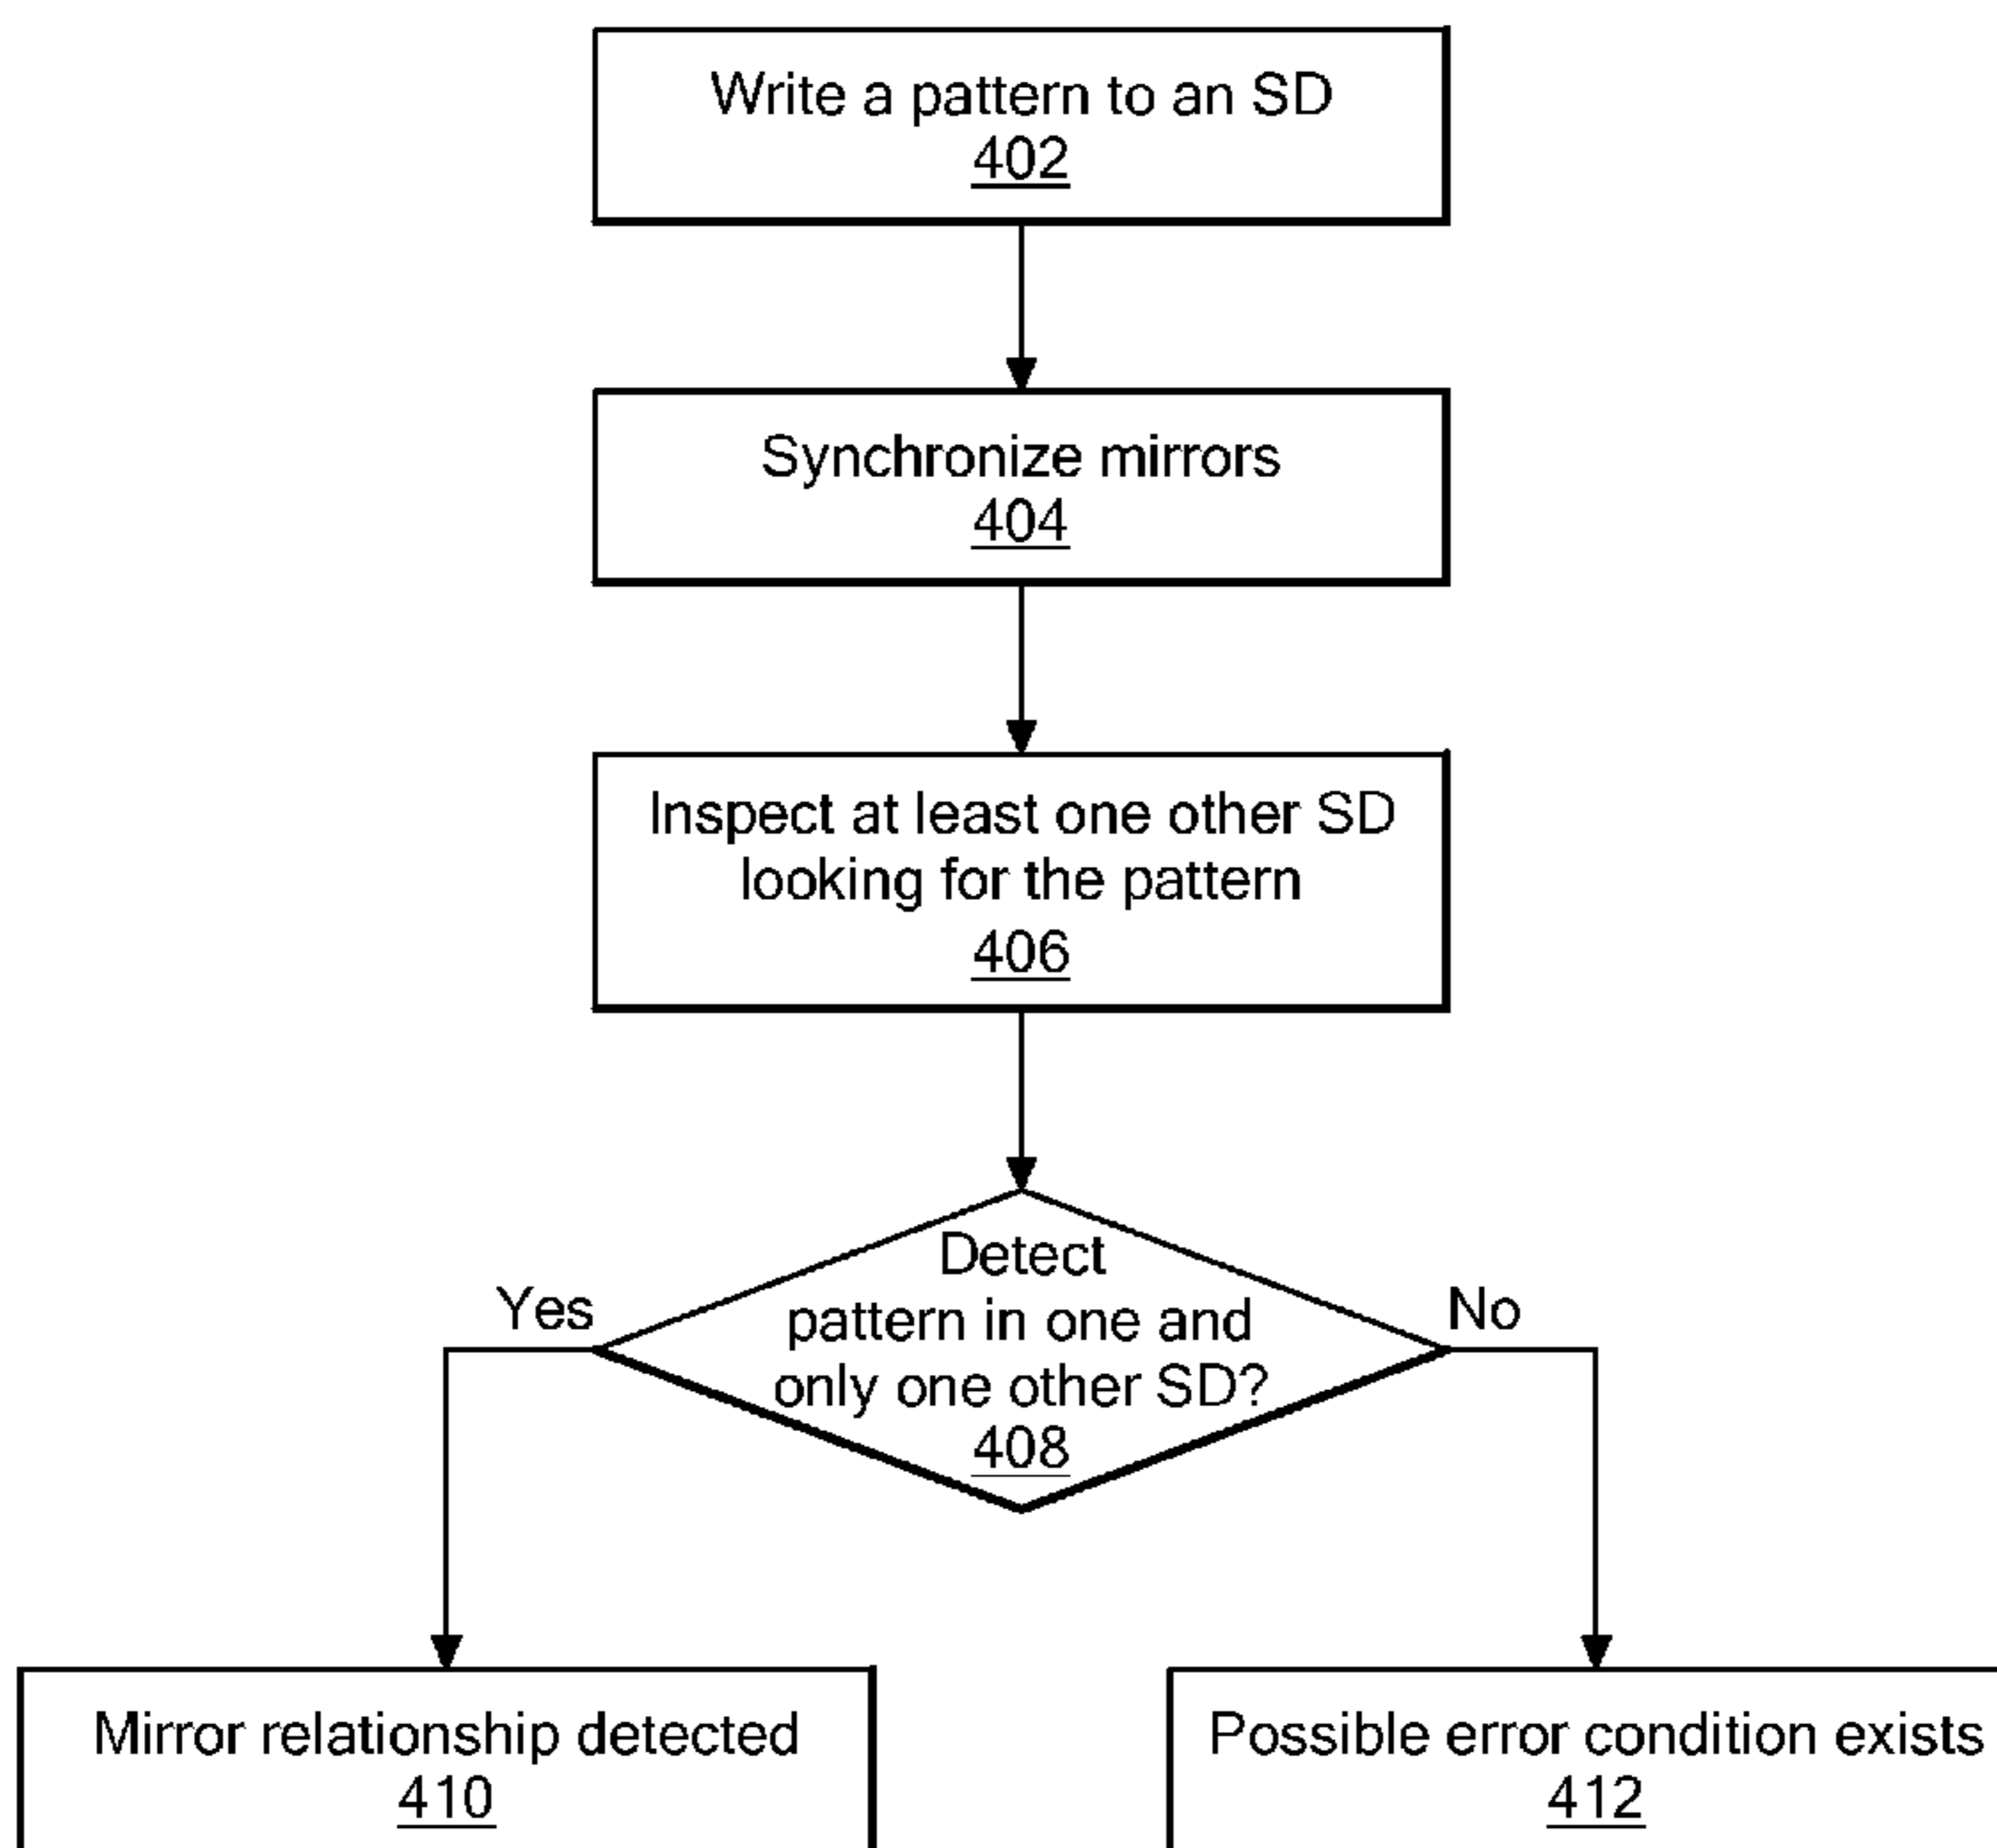 Write a pattern to an SD
402
Synchronize mirrors
404
Inspect at least one other SD
looking for the pattern
406
Detect
pattern in one and
only one other SD?
408
Yes
No
Mirror relationship detected
410
Possible error condition exists
412